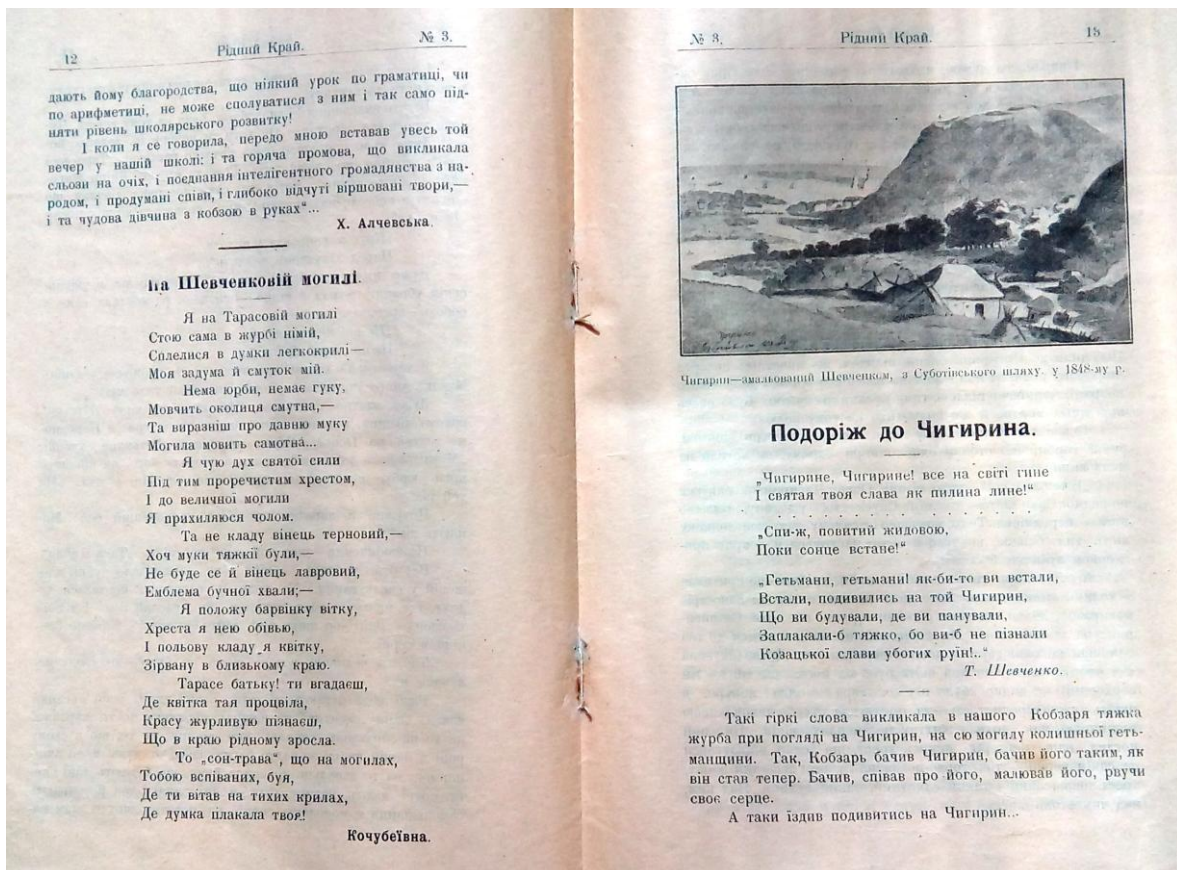 12 Рідний Край. № 3.
дають йому благородства, що ніякий урок по граматиці, чи
по арифметиці, не може сполуватися з ним і так само під-
няти рівень школярського розвитку!
І коли я се говорила, передо мною вставав увесь той
вечер у нашій школі: і та горяча промова, що викликала
сльози на очіх, і поєднання інтелігентного громадянства з на-
родом, і продумані співи, і глибоко відчуті віршовані твори,—
і та чудова дівчина з кобзою в руках“...
Х. Алчевська.
На Шевченковій могилі.
Я на Тарасовій могилі
Стою сама в журбі німій,
Сплелися в думки легкокрилі—
Моя задума й смуток мій.
Нема юрби, немає гуку,
Мовчить околиця смутна,—
Та виразніш про давню муку
Могила мовить самотна...
Я чую дух святої сили
Під тим проречистим хрестом,
І до величної могили
Я прихиляюся чолом.
Та не кладу вінець терновий,—
Хоч муки тяжкії були,—
Не буде се й вінець лавровий,
Емблема бучної хвали;—
Я положу барвінку вітку,
Хреста я нею обівью,
І польову кладу я квітку,
Зірвану в близькому краю.
Тарасе батьку! ти вгадаєш,
Де квітка тая процвіла,
Красу журливую пізнаєш,
Що в краю рідному зросла.
То „сон-трава“, що на могилах,
Тобою вспіваних, буя,
Де ти вітав на тихих крилах,
Де думка плакала твоя!
Кочубеївна.
№ 3. Рідний Край. 13
Чигирин—змальований Шевченком, з Суботівського шляху. у 1848-му р.
Подоріж до Чигирина.
„Чигирине, Чигирине! все на світі гине
І святая твоя слава як пилина лине!“
. . . . . . . . . . . . . . .
„Спи-ж, повитий жидовою,
Поки сонце встане!“
„Гетьмани, гетьмани! як-би-то ви встали,
Встали, подивились на той Чигирин,
Що ви будували, де ви панували,
Заплакали-б тяжко, бо ви-б не пізнали
Козацької слави убогих руїн!..“
Т. Шевченко.
Такі гіркі слова викликала в нашого Кобзаря тяжка
журба при погляді на Чигирин, на сю могилу колишньої геть-
манщини. Так, Кобзарь бачив Чигирин, бачив його таким, як
він став тепер. Бачив, співав про його, малював його, рвучи
своє серце.
А таки їздив подивитись на Чигирин...